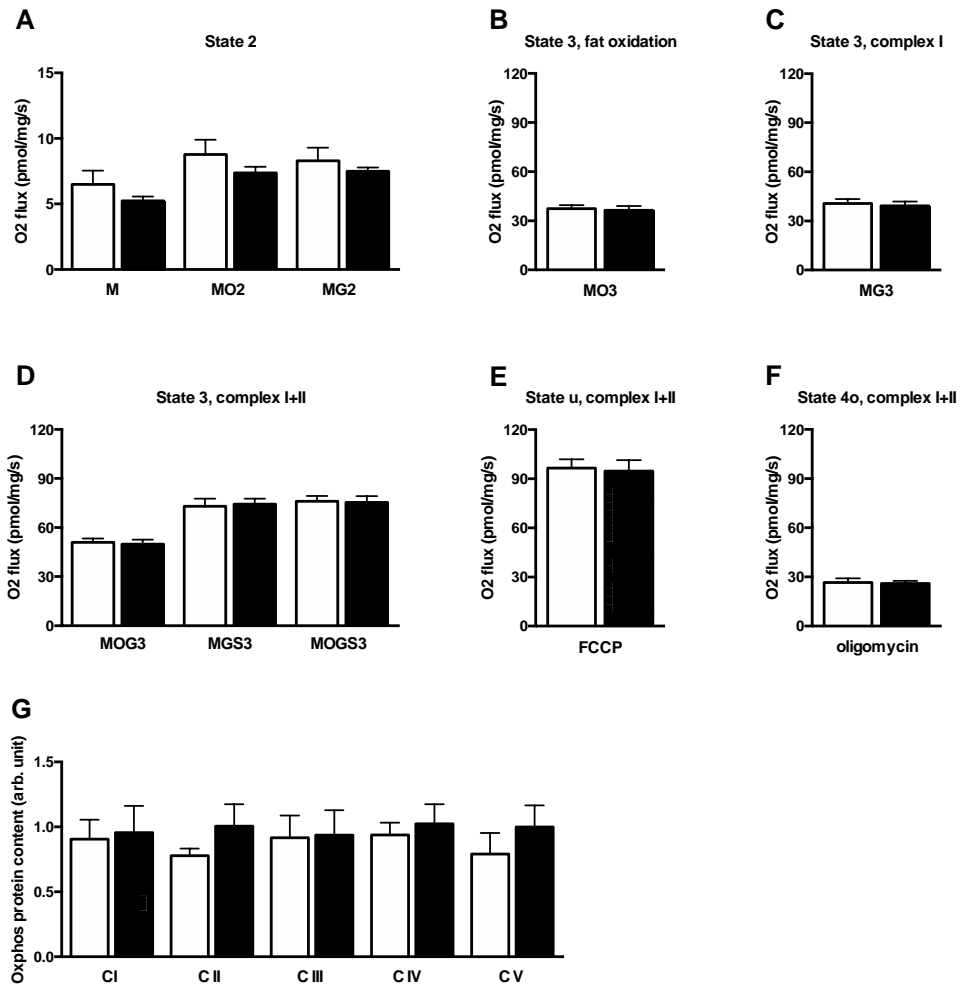 A
State 2
O2 flux (pmol/mg/s)
15
10
5
0
M MO2 MG2
B
State 3, fat oxidation
O2 flux (pmol/mg/s)
120
90
60
30
0
MO3
C
State 3, complex I
O2 flux (pmol/mg/s)
120
90
60
30
0
MG3
D
State 3, complex I+II
O2 flux (pmol/mg/s)
120
90
60
30
0
MOG3 MGS3 MOGS3
E
State u, complex I+II
O2 flux (pmol/mg/s)
120
90
60
30
0
FCCP
F
State 4o, complex I+II
O2 flux (pmol/mg/s)
120
90
60
30
0
oligomycin
G
Oxphos protein content (arb. unit)
1.5
1.0
0.5
0.0
CI C II C III C IV C V